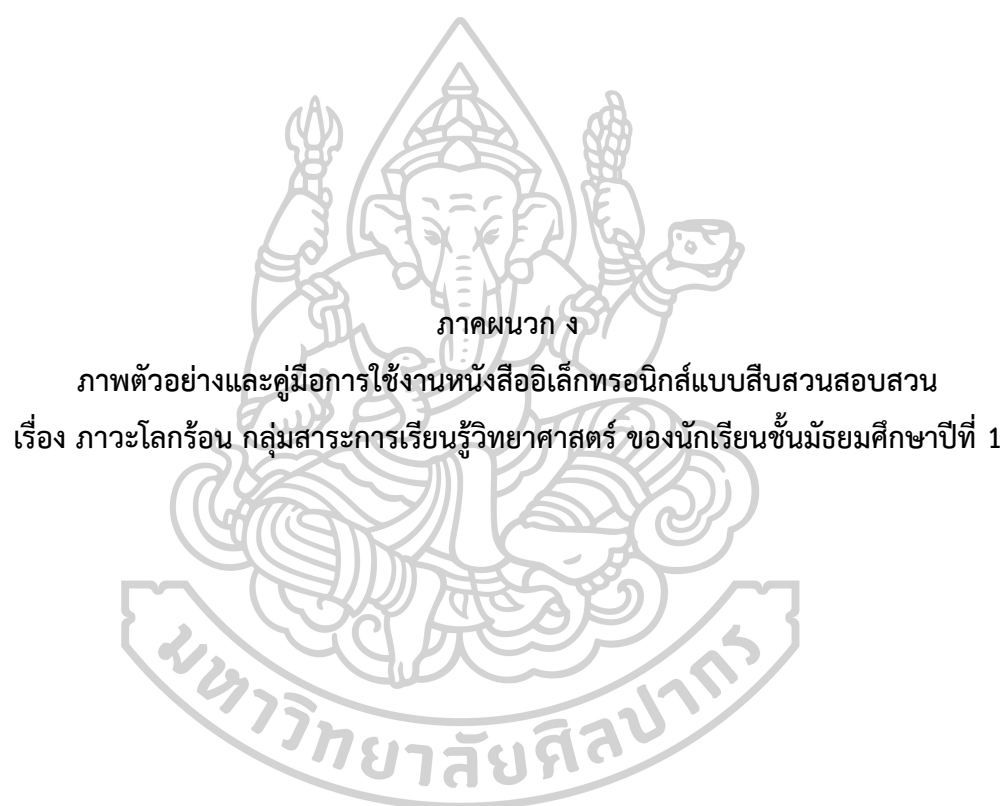 ภาคผนวก ง
ภาพตัวอย่างและคู่มือการใช้งานหนังสืออิเล็กทรอนิกส์แบบสืบสวนสอบสวน
เรื่อง ภาวะโลกร้อน กลุ่มสาระการเรียนรู้วิทยาศาสตร์ ของนักเรียนชั้นมัธยมศึกษาปีที่ 1
มหาวิทยาลัยศิลปากร